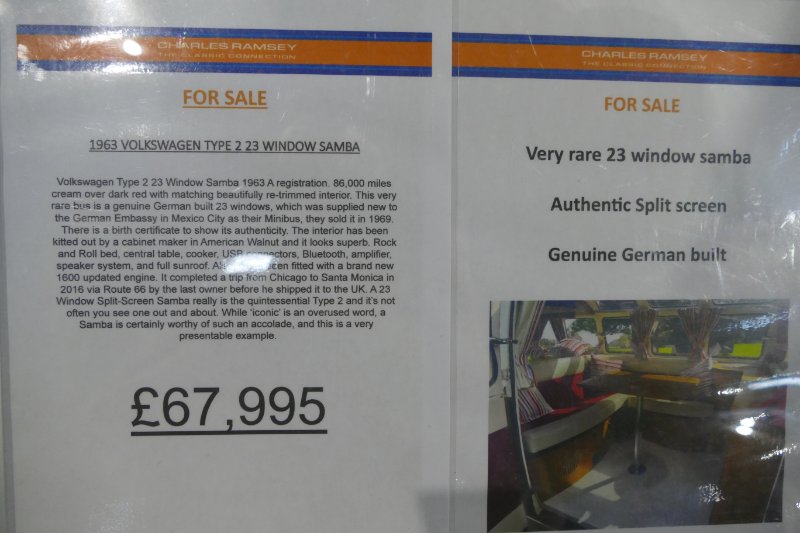 CHARLES RAMSEY
THE CLASSIC CONNECTION
FOR SALE
1963 VOLKSWAGEN TYPE 2 23 WINDOW SAMBA
Volkswagen Type 2 23 Window Samba 1963 A registration. 86,000 miles
cream over dark red with matching beautifully re-trimmed interior. This very
rare bus is a genuine German built 23 windows, which was supplied new to
the German Embassy in Mexico City as their Minibus, they sold it in 1969.
There is a birth certificate to show its authenticity. The interior has been
kitted out by a cabinet maker in American Walnut and it looks superb. Rock
and Roll bed, central table, cooker, USB connectors, Bluetooth, amplifier,
speaker system, and full sunroof. been fitted with a brand new
1600 updated engine. It completed a trip from Chicago to Santa Monica in
2016 via Route 66 by the last owner before he shipped it to the UK. A 23
Window Split-Screen Samba really is the quintessential Type 2 and it's not
often you see one out and about. While 'iconic' is an overused word, a
Samba is certainly worthy of such an accolade, and this is a very
presentable example.
£67,995
CHARLES RAMSEY
THE CLASSIC CONNECTION
FOR SALE
Very rare 23 window samba
Authentic Split screen
Genuine German built